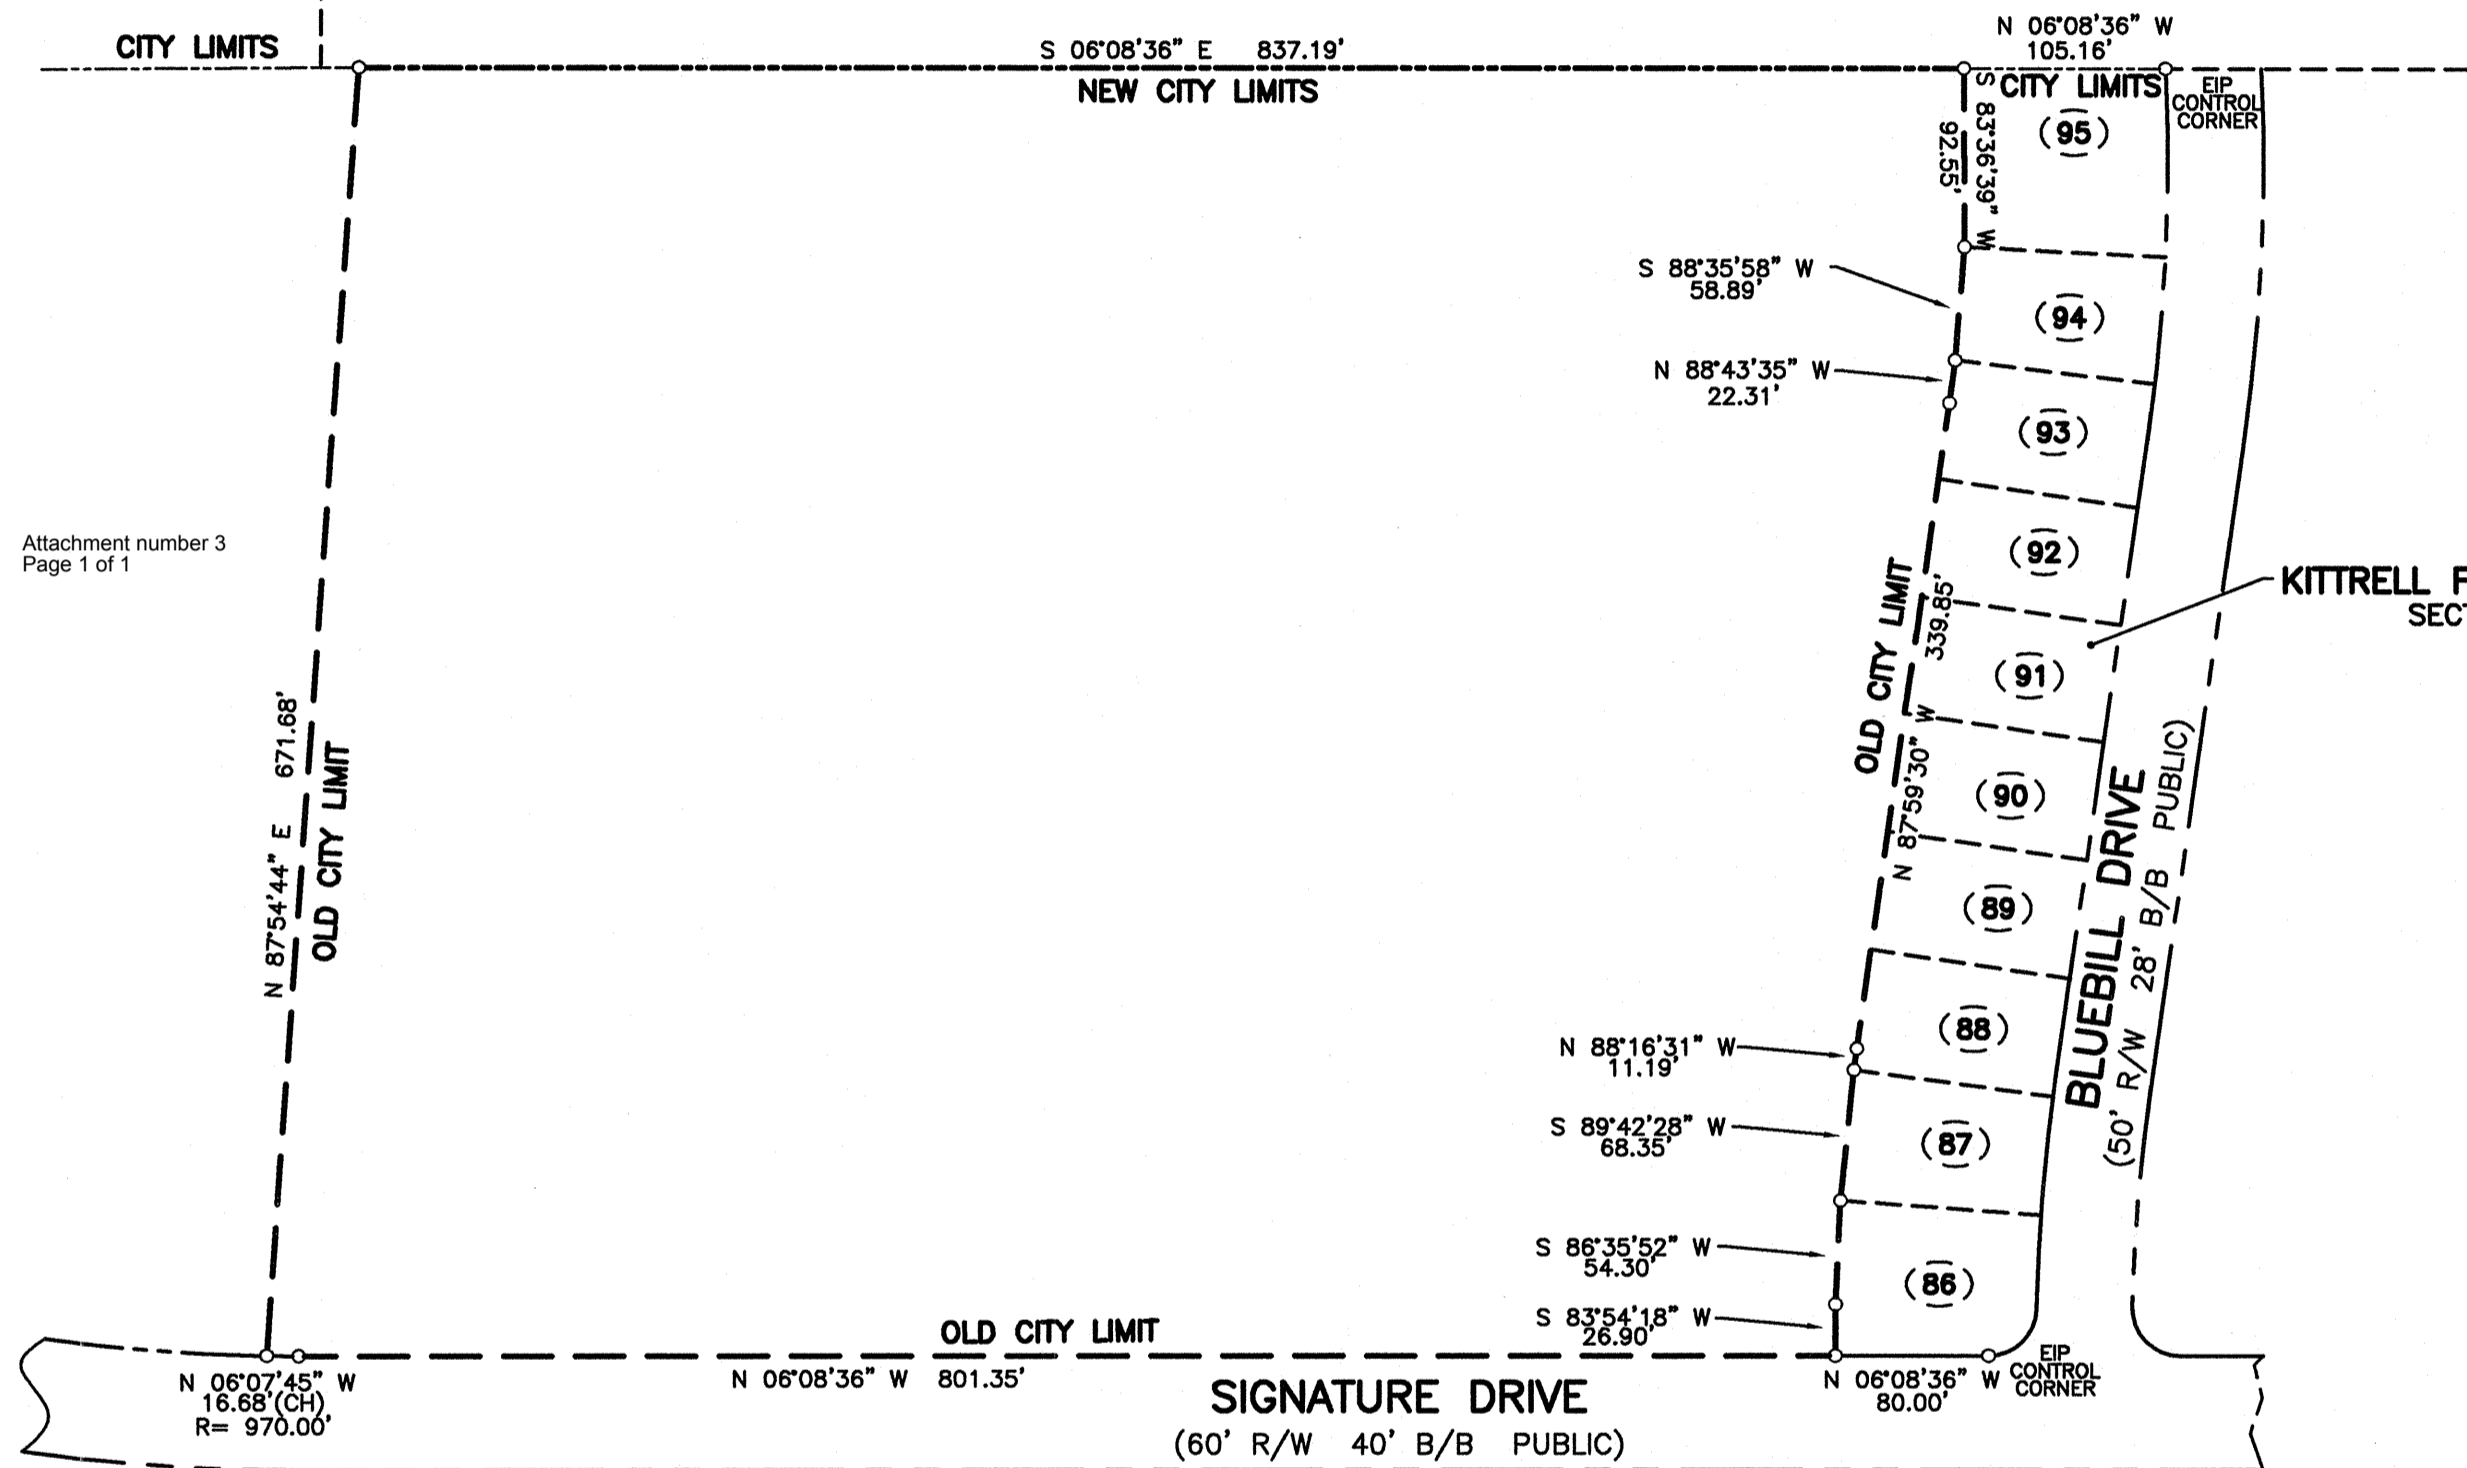 CITY LIMITS
S 06°08'36" E 837.19'
NEW CITY LIMITS
N 06°08'36" W
105.16'
CITY LIMITS
EIP
CONTROL
CORNER
S 83°36'39" W
92.55'
(95)
S 88°35'58" W
58.89'
(94)
N 88°43'35" W
22.31'
(93)
Attachment number 3
Page 1 of 1
(92)
KITTRELL
OLD CITY LIMIT
N 87°59'30" W 339.85'
(91)
N 87°54'44" E 671.68'
OLD CITY LIMIT
(90)
BLUEBILL DRIVE
(50' R/W 28' B/B PUBLIC)
(89)
(88)
N 88°16'31" W
11.19'
S 89°42'28" W
68.35'
(87)
S 86°35'52" W
54.30'
(86)
S 83°54'18" W
26.90'
OLD CITY LIMIT
N 06°07'45" W
16.68'(CH)
R= 970.00'
N 06°08'36" W 801.35'
SIGNATURE DRIVE
(60' R/W 40' B/B PUBLIC)
N 06°08'36" W
80.00'
EIP
CONTROL
CORNER